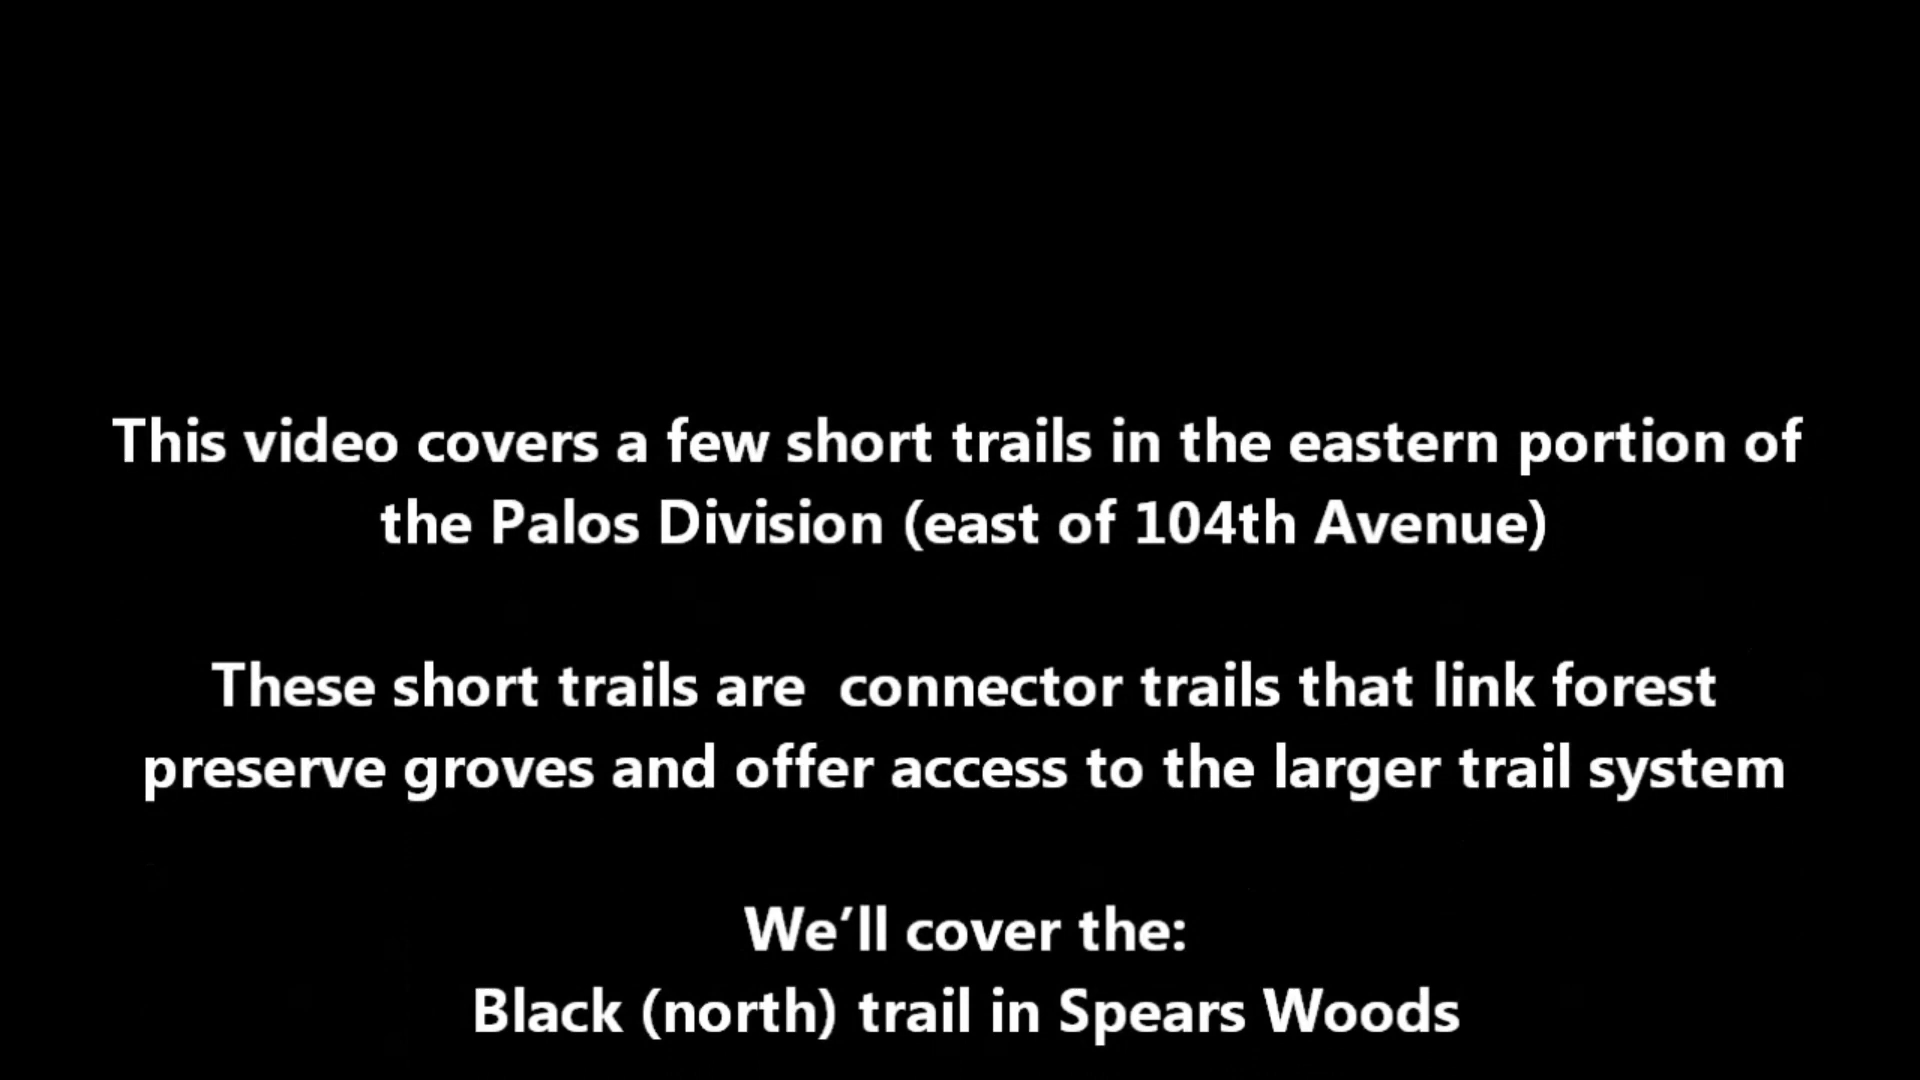 This video covers a few short trails in the eastern portion of
the Palos Division (east of 104th Avenue)
These short trails are  connector trails that link forest
preserve groves and offer access to the larger trail system
We’ll cover the:
Black (north) trail in Spears Woods